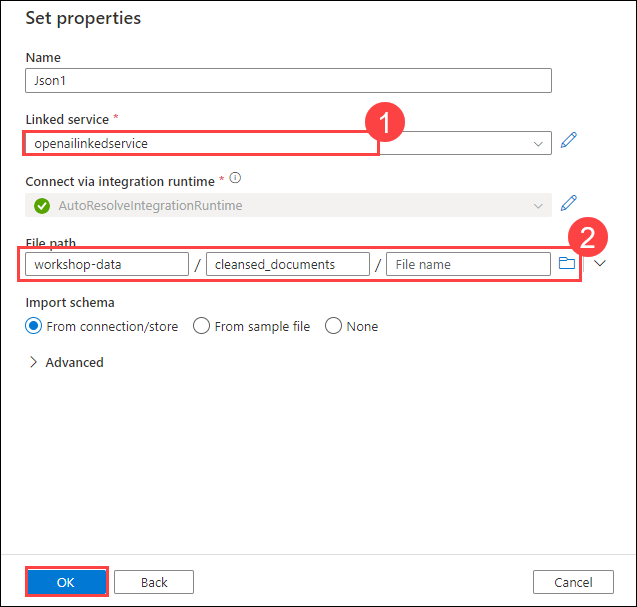 Set properties
Name
Json1
Linked service *
1
openailinkedservice
Connect via integration runtime *
AutoResolveIntegrationRuntime
2
File path
workshop-data / cleansed_documents / File name
Import schema
From connection/store From sample file None
Advanced
OK Back Cancel